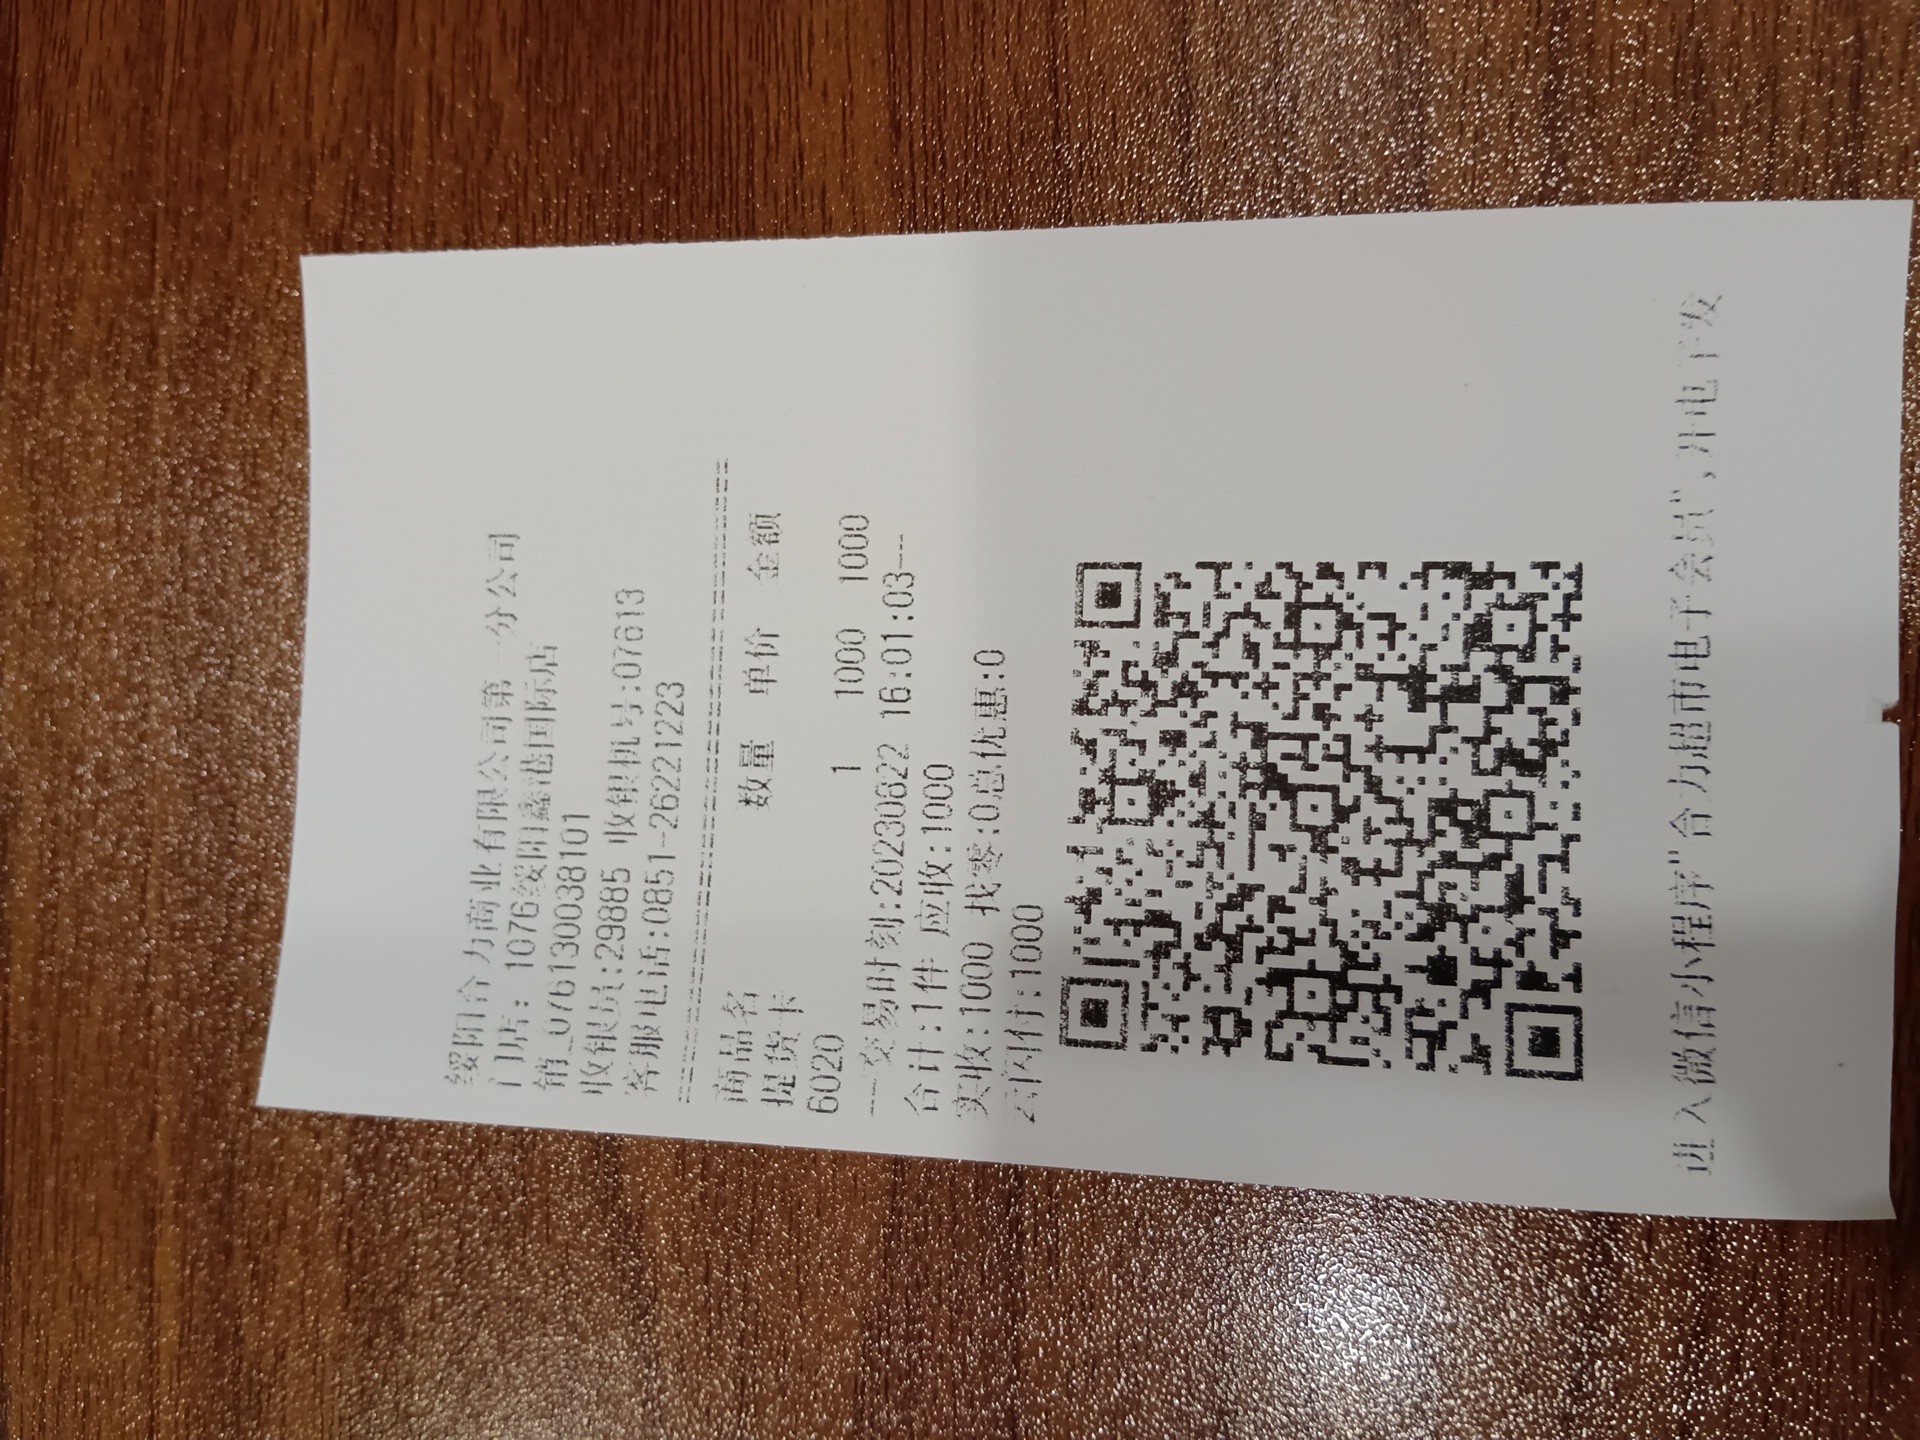 绥阳合力商业有限公司第一分公司
门店: 1076绥阳鑫港国际店
销_076130038101
收银员:29885 收银机号:07613
客服电话:0851-26221223
商品名 数量 单价 金额
提货卡
6020 1 1000 1000
---交易时刻:20230622 16:01:03---
合计:1件 应收:1000
实收:1000 找零:0总优惠:0
云闪付:1000
进入微信小程序"合力超市电子会员",开电子发